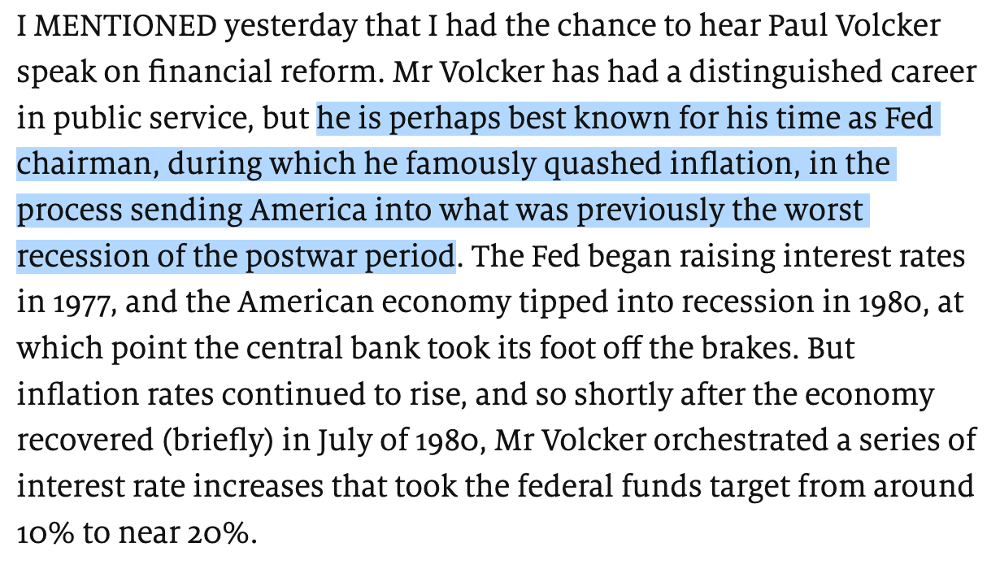 I MENTIONED yesterday that I had the chance to hear Paul Volcker
speak on financial reform. Mr Volcker has had a distinguished career
in public service, but he is perhaps best known for his time as Fed
chairman, during which he famously quashed inflation, in the
process sending America into what was previously the worst
recession of the postwar period. The Fed began raising interest rates
in 1977, and the American economy tipped into recession in 1980, at
which point the central bank took its foot off the brakes. But
inflation rates continued to rise, and so shortly after the economy
recovered (briefly) in July of 1980, Mr Volcker orchestrated a series of
interest rate increases that took the federal funds target from around
10% to near 20%.